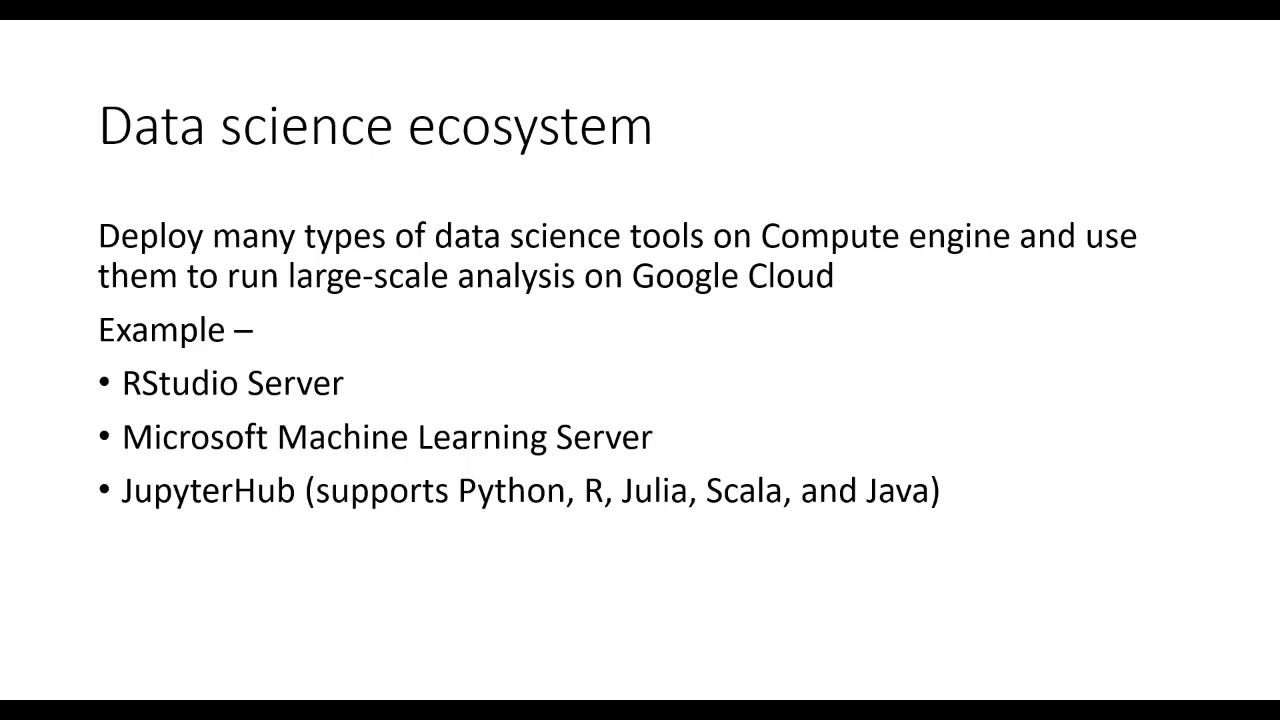 Data science ecosystem
Deploy many types of data science tools on Compute engine and use
them to run large-scale analysis on Google Cloud
Example –
• RStudio Server
• Microsoft Machine Learning Server
• JupyterHub (supports Python, R, Julia, Scala, and Java)